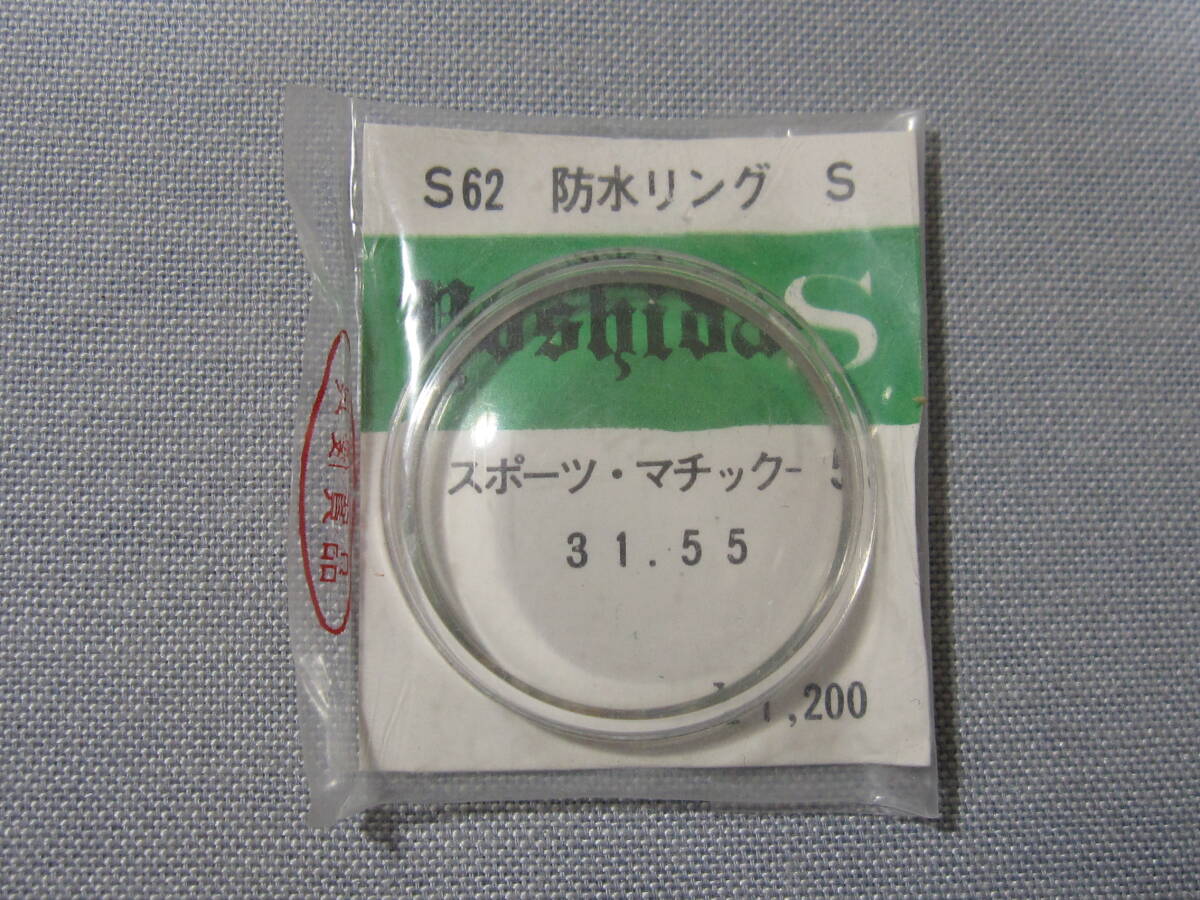 S62 防水リング S
Yoshida S
スポーツ・マチック- 5
31.55
¥1,200